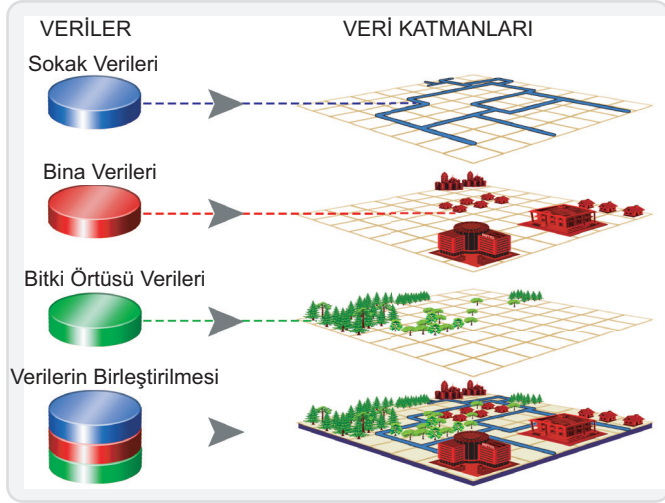 VERİLER
VERİ KATMANLARI
Sokak Verileri
Bina Verileri
Bitki Örtüsü Verileri
Verilerin Birleştirilmesi